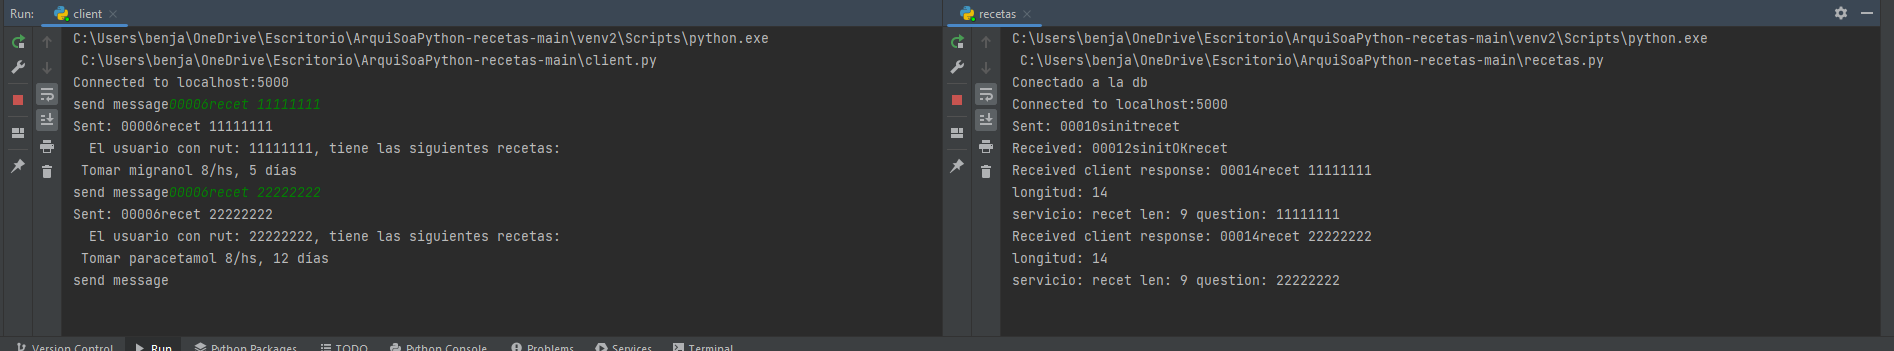 Run: client
C:\Users\benja\OneDrive\Escritorio\ArquiSoaPython-recetas-main\venv2\Scripts\python.exe
C:\Users\benja\OneDrive\Escritorio\ArquiSoaPython-recetas-main\client.py
Connected to localhost:5000
send message00006recet 11111111
Sent: 00006recet 11111111
El usuario con rut: 11111111, tiene las siguientes recetas:
Tomar migranol 8/hs, 5 días
send message00006recet 22222222
Sent: 00006recet 22222222
El usuario con rut: 22222222, tiene las siguientes recetas:
Tomar paracetamol 8/hs, 12 días
send message
recetas
C:\Users\benja\OneDrive\Escritorio\ArquiSoaPython-recetas-main\venv2\Scripts\python.exe
C:\Users\benja\OneDrive\Escritorio\ArquiSoaPython-recetas-main\recetas.py
Conectado a la db
Connected to localhost:5000
Sent: 00010sinitrecet
Received: 00012sinitOKrecet
Received client response: 00014recet 11111111
longitud: 14
servicio: recet len: 9 question: 11111111
Received client response: 00014recet 22222222
longitud: 14
servicio: recet len: 9 question: 22222222
Version Control Run Python Packages TODO Python Console Problems Services Terminal